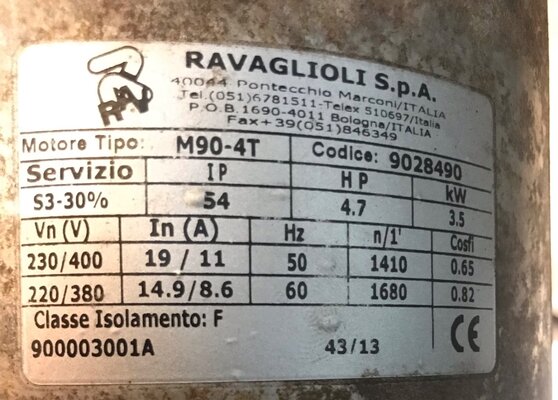 RAV
RAVAGLIOLI S.p.A.
40044 Pontecchio Marconi/ITALIA
Tel.(051)6781511-Telex 510697/Italia
P.O.B.1690-4011 Bologna/ITALIA
Fax+39(051)846349
Motore Tipo: M90-4T Codice: 9028490
Servizio IP HP kW
S3-30% 54 4.7 3.5
Vn (V) In (A) Hz n/1' Cosfi
230/400 19 / 11 50 1410 0.65
220/380 14.9/8.6 60 1680 0.82
Classe Isolamento: F
900003001A 43/13 CE